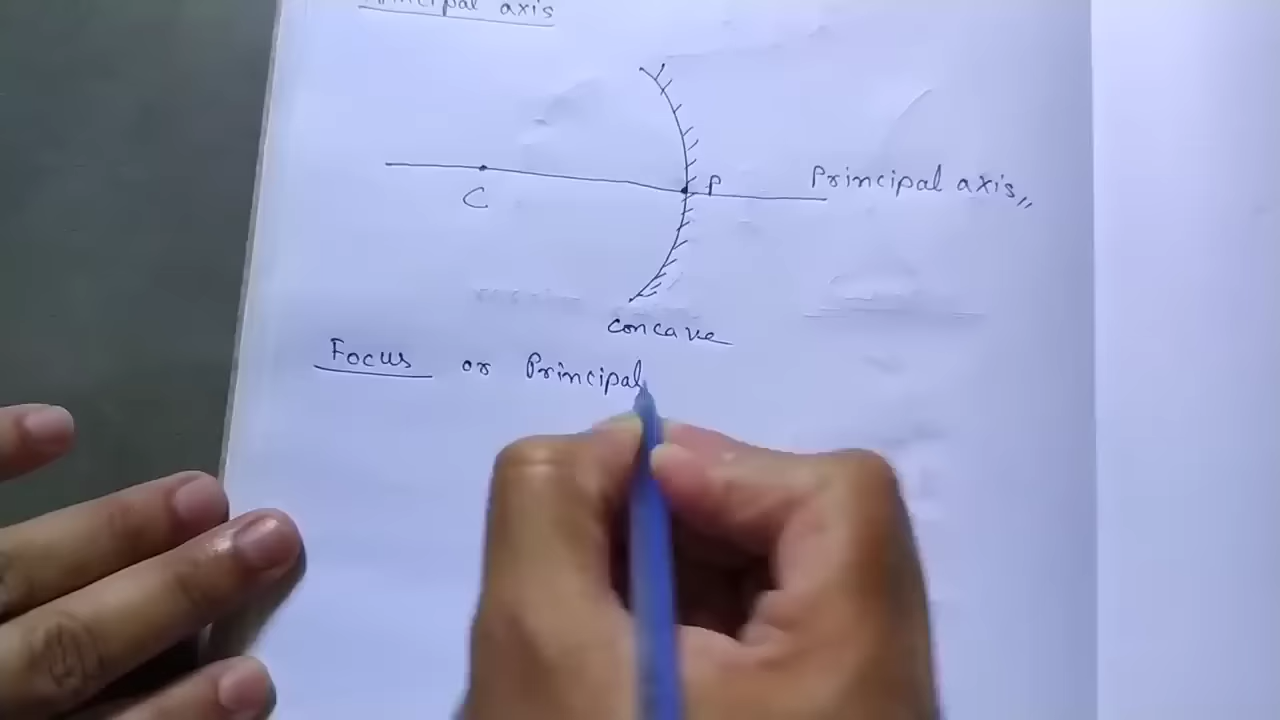 Principal axis
P
Principal axis,,
C
concave
Focus or Principal